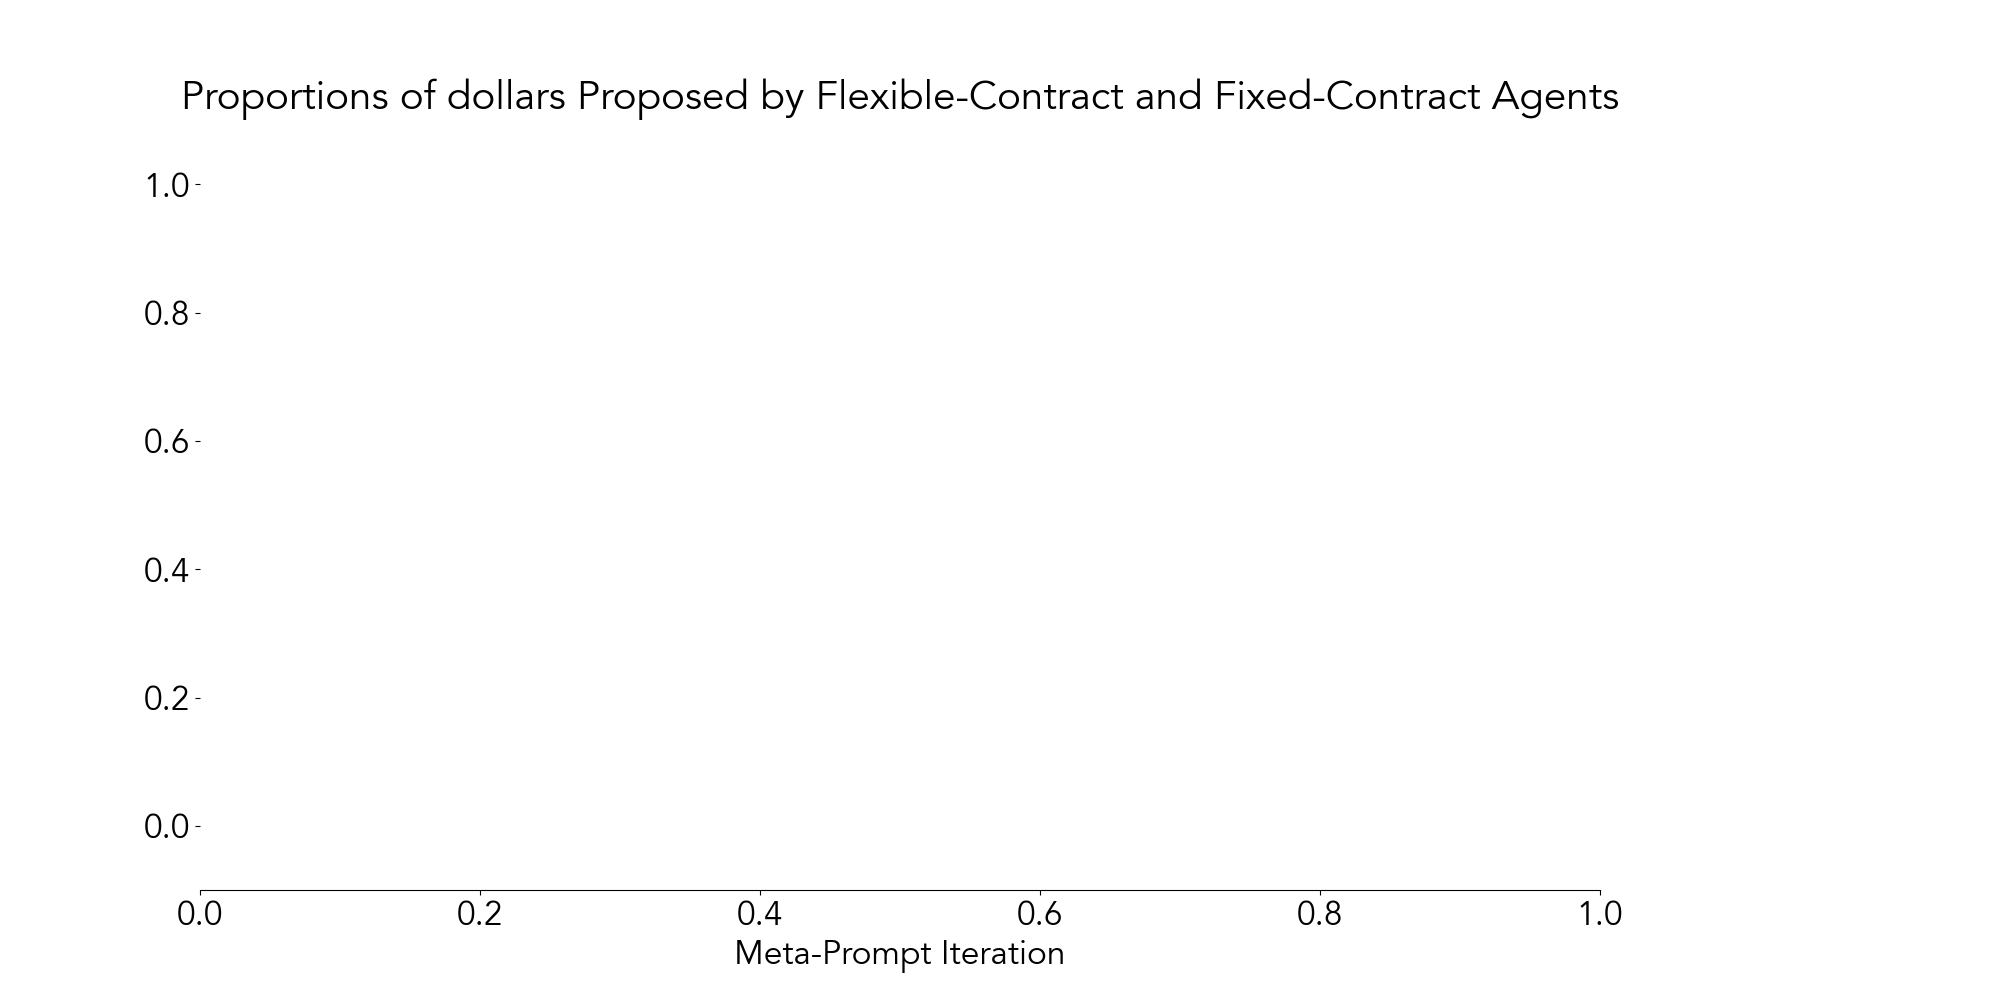 Proportions of dollars Proposed by Flexible-Contract and Fixed-Contract Agents
1.0
0.8
0.6
0.4
0.2
0.0
0.0 0.2 0.4 0.6 0.8 1.0
Meta-Prompt Iteration